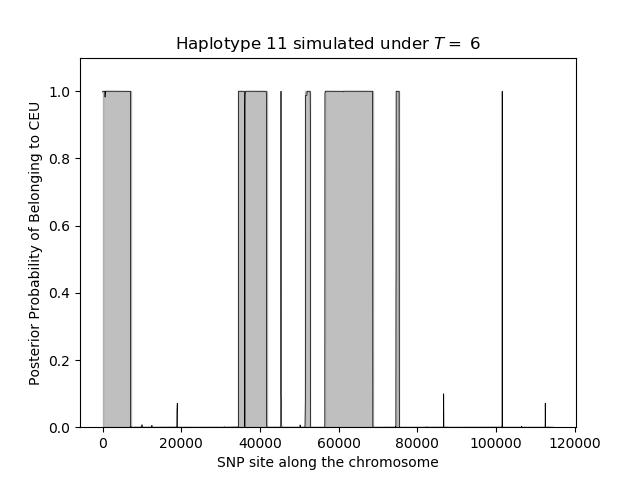 Haplotype 11 simulated under T = 6
Posterior Probability of Belonging to CEU
1.0
0.8
0.6
0.4
0.2
0.0
0 20000 40000 60000 80000 100000 120000
SNP site along the chromosome